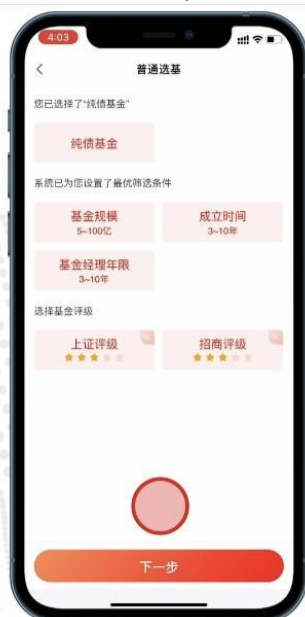 4:03
普通选基
您已选择了“纯债基金”
纯债基金
系统已为您设置了最优筛选条件
基金规模
5~100亿
成立时间
3~10年
基金经理年限
3~10年
选择基金评级
上证评级
招商评级
下一步